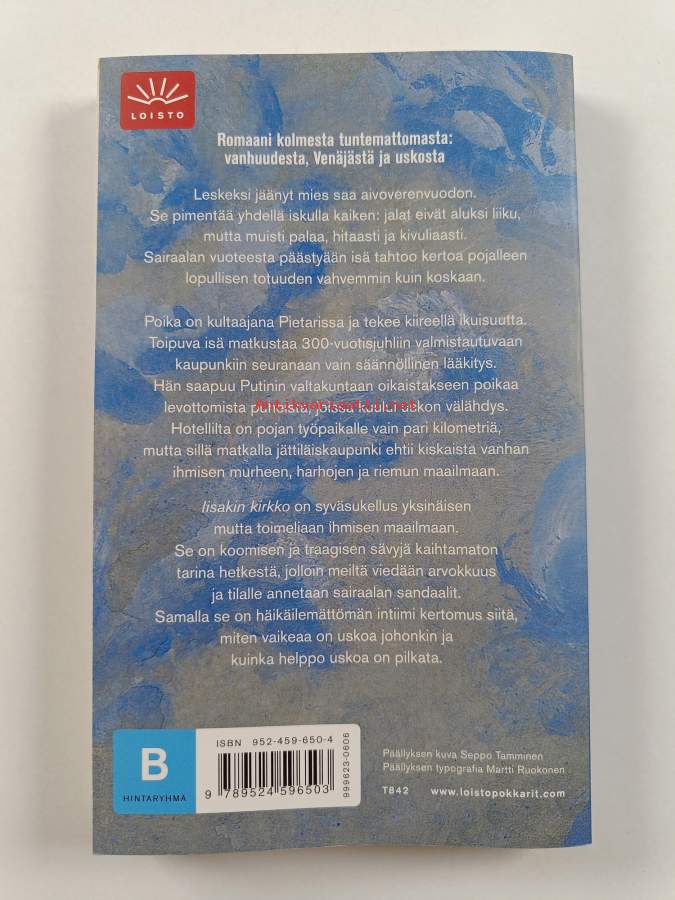 LOISTO
Romaani kolmesta tuntemattomasta:
vanhuudesta, Venäjästä ja uskosta
Leskeksi jäänyt mies saa aivoverenvuodon.
Se pimentää yhdellä iskulla kaiken: jalat eivät aluksi liiku,
mutta muisti palaa, hitaasti ja kivuliaasti.
Sairaalan vuoteesta päästyään isä tahtoo kertoa pojalleen
lopullisen totuuden vahvemmin kuin koskaan.
Poika on kultaajana Pietarissa ja tekee kiireellä ikuisuutta.
Toipuva isä matkustaa 300-vuotisjuhliin valmistautuvaan
kaupunkiin seuranaan vain säännöllinen lääkitys.
Hän saapuu Putinin valtakuntaan oikaistakseen poikaa
levottomista puheista, joissa kuului uskon välähdys.
Antikvaatisalli.net
Hotellilta on pojan työpaikalle vain pari kilometriä,
mutta sillä matkalla jättiläiskaupunki ehtii kiskaista vanhan
ihmisen murheen, harhojen ja riemun maailmaan.
Iisakin kirkko on syväsukellus yksinäisen
mutta toimeliaan ihmisen maailmaan.
Se on koomisen ja traagisen sävyjä kaihtamaton
tarina hetkestä, jolloin meiltä viedään arvokkuus
ja tilalle annetaan sairaalan sandaalit.
Samalla se on häikäilemättömän intiimi kertomus siitä,
miten vaikeaa on uskoa johonkin ja
kuinka helppo uskoa on pilkata.
B
HINTARYHMÄ
ISBN 952-459-650-4
9 789524 596503
999623-0606
Päällyksen kuva Seppo Tamminen
Päällyksen typografia Martti Ruokonen
T842 www.loistopokkarit.com